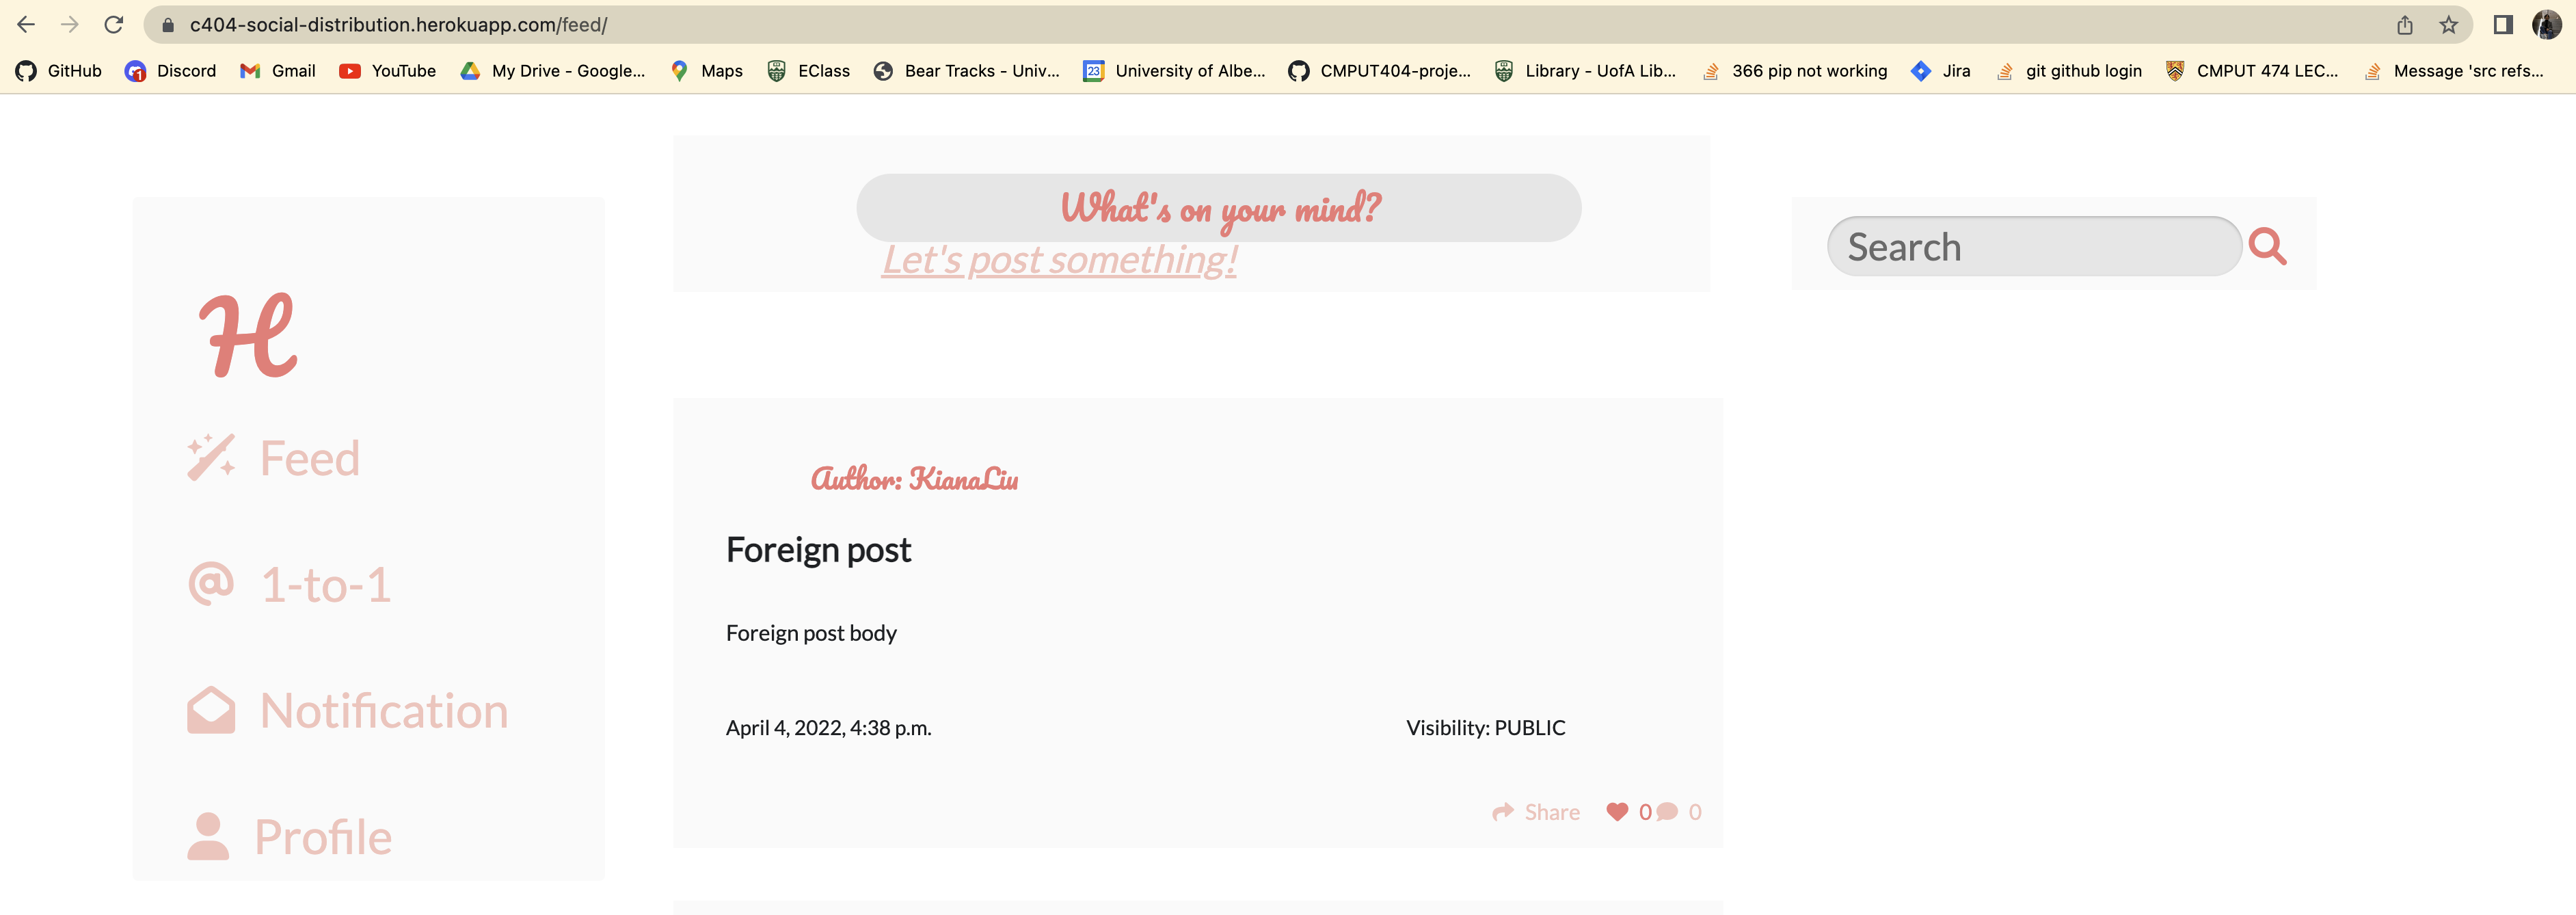 c404-social-distribution.herokuapp.com/feed/
GitHub 1 Discord Gmail YouTube My Drive - Google... Maps EClass Bear Tracks - Univ... 23 University of Albe... CMPUT404-proje... Library - UofA Lib... 366 pip not working Jira git github login CMPUT 474 LEC... Message 'src refs...
What's on your mind?
Let's post something!
Search
H
Feed
1-to-1
Notification
Profile
Author: KianaLiu
Foreign post
Foreign post body
April 4, 2022, 4:38 p.m. Visibility: PUBLIC
Share 0 0